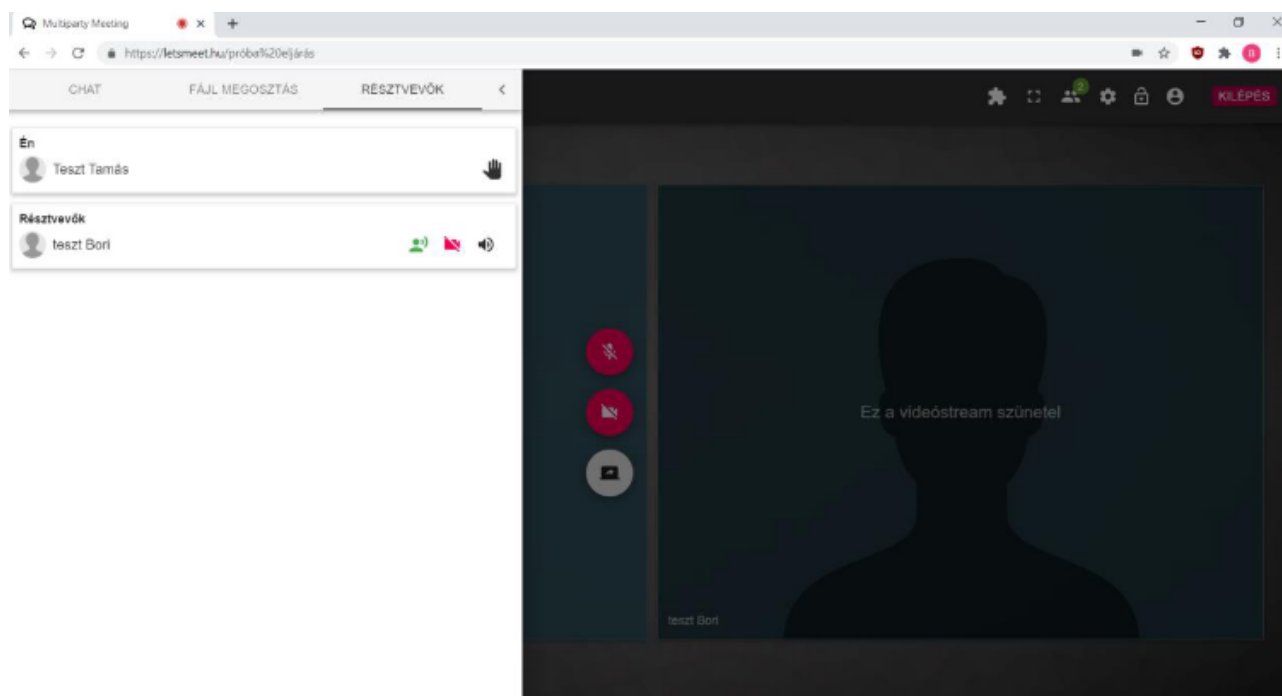 Multiparty Meeting
https://letsmeet.hu/próba%20eljárás
CHAT FÁJL MEGOSZTÁS RÉSZTVEVŐK
2
KILÉPÉS
Én
Teszt Tamás
Résztvevők
teszt Bori
Ez a videóstream szünetel
teszt Bori